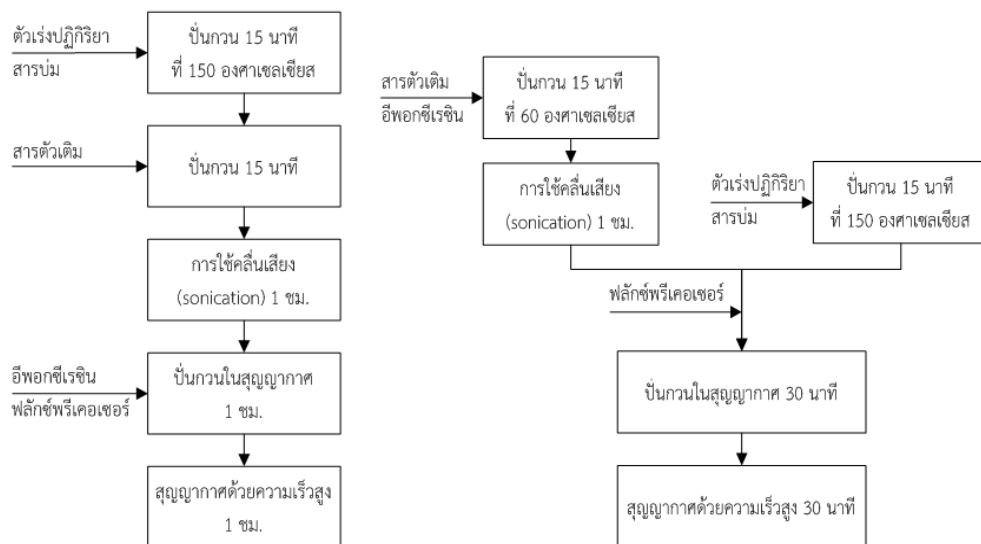 ตัวเร่งปฏิกิริยา
สารบ่ม
ปั่นกวน 15 นาที
ที่ 150 องศาเซลเซียส
สารตัวเติม
ปั่นกวน 15 นาที
การใช้คลื่นเสียง
(sonication) 1 ชม.
อีพอกซีเรซิน
ฟลักซ์พรีเคอเซอร์
ปั่นกวนในสุญญากาศ
1 ชม.
สุญญากาศด้วยความเร็วสูง
1 ชม.
สารตัวเติม
อีพอกซีเรซิน
ปั่นกวน 15 นาที
ที่ 60 องศาเซลเซียส
การใช้คลื่นเสียง
(sonication) 1 ชม.
ตัวเร่งปฏิกิริยา
สารบ่ม
ปั่นกวน 15 นาที
ที่ 150 องศาเซลเซียส
ฟลักซ์พรีเคอเซอร์
ปั่นกวนในสุญญากาศ 30 นาที
สุญญากาศด้วยความเร็วสูง 30 นาที